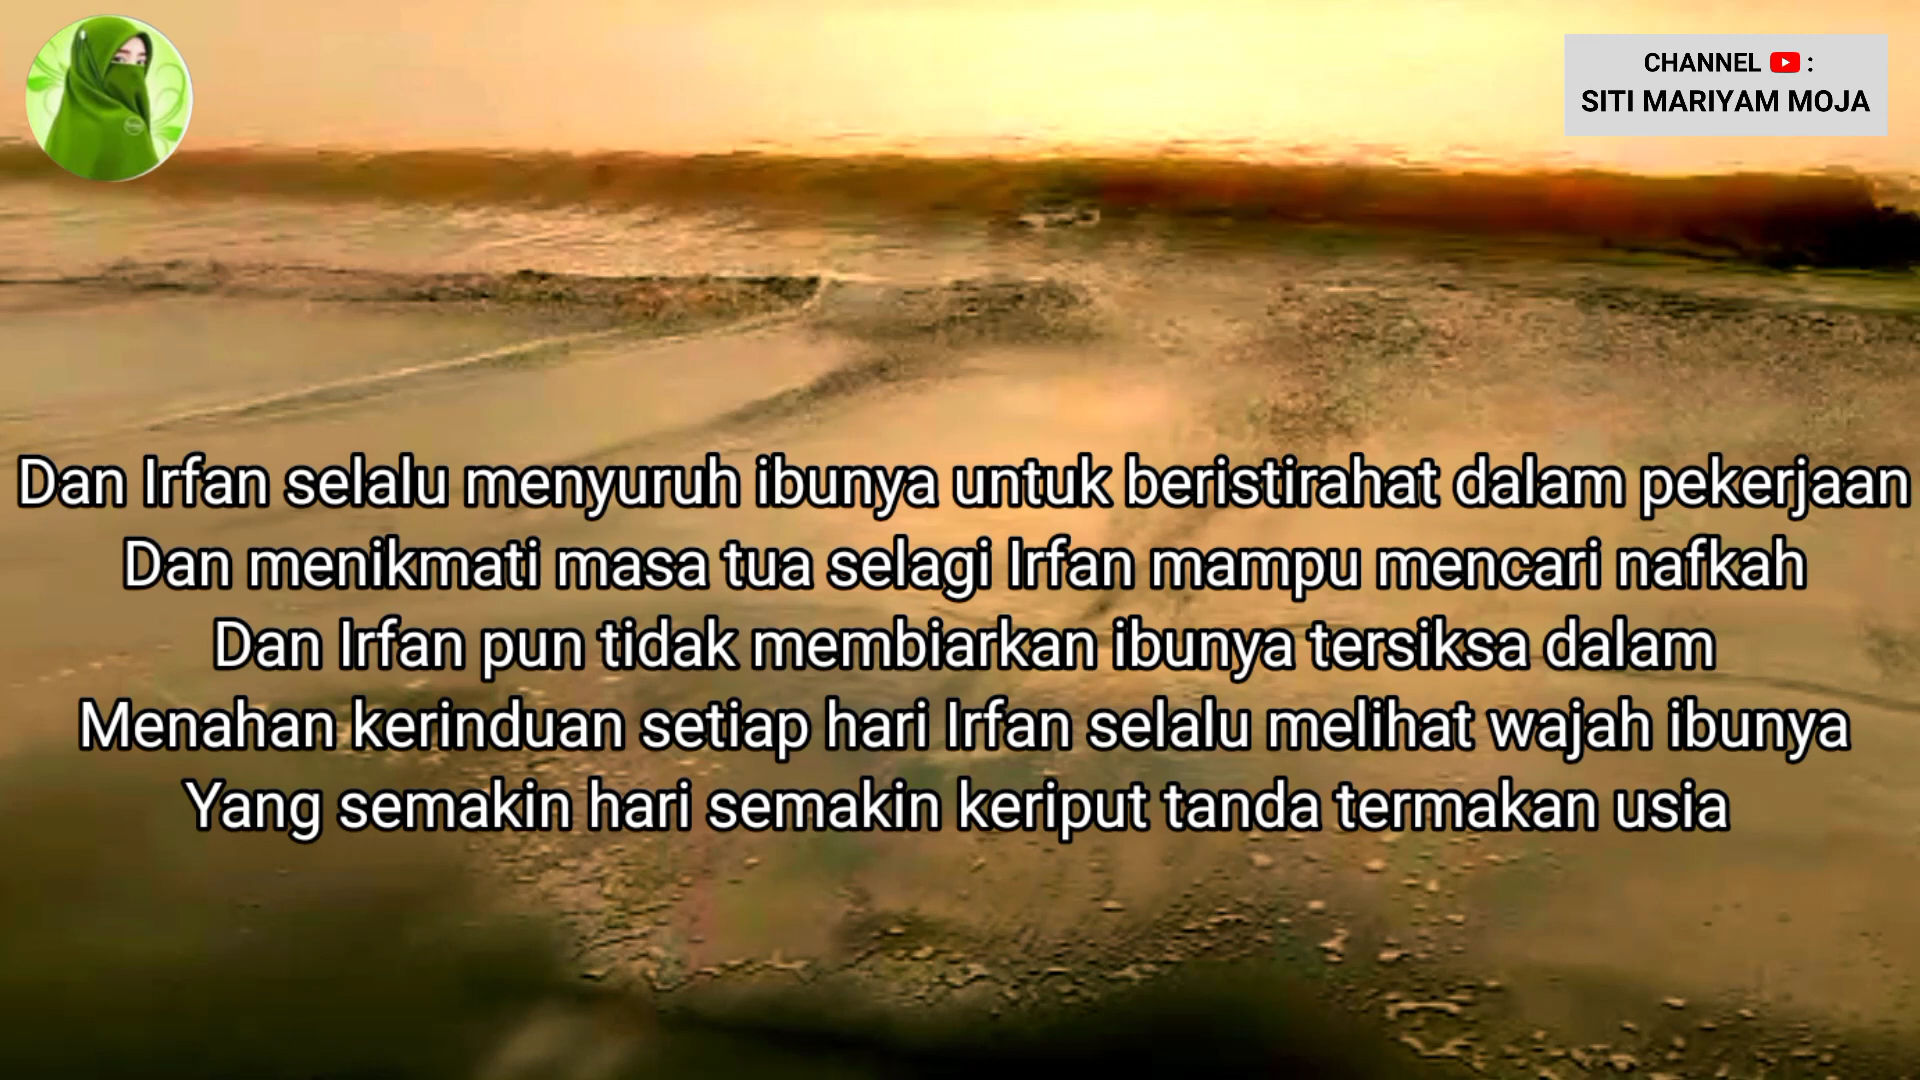 CHANNEL :
SITI MARIYAM MOJA
Dan Irfan selalu menyuruh ibunya untuk beristirahat dalam pekerjaan
Dan menikmati masa tua selagi Irfan mampu mencari nafkah
Dan Irfan pun tidak membiarkan ibunya tersiksa dalam
Menahan kerinduan setiap hari Irfan selalu melihat wajah ibunya
Yang semakin hari semakin keriput tanda termakan usia